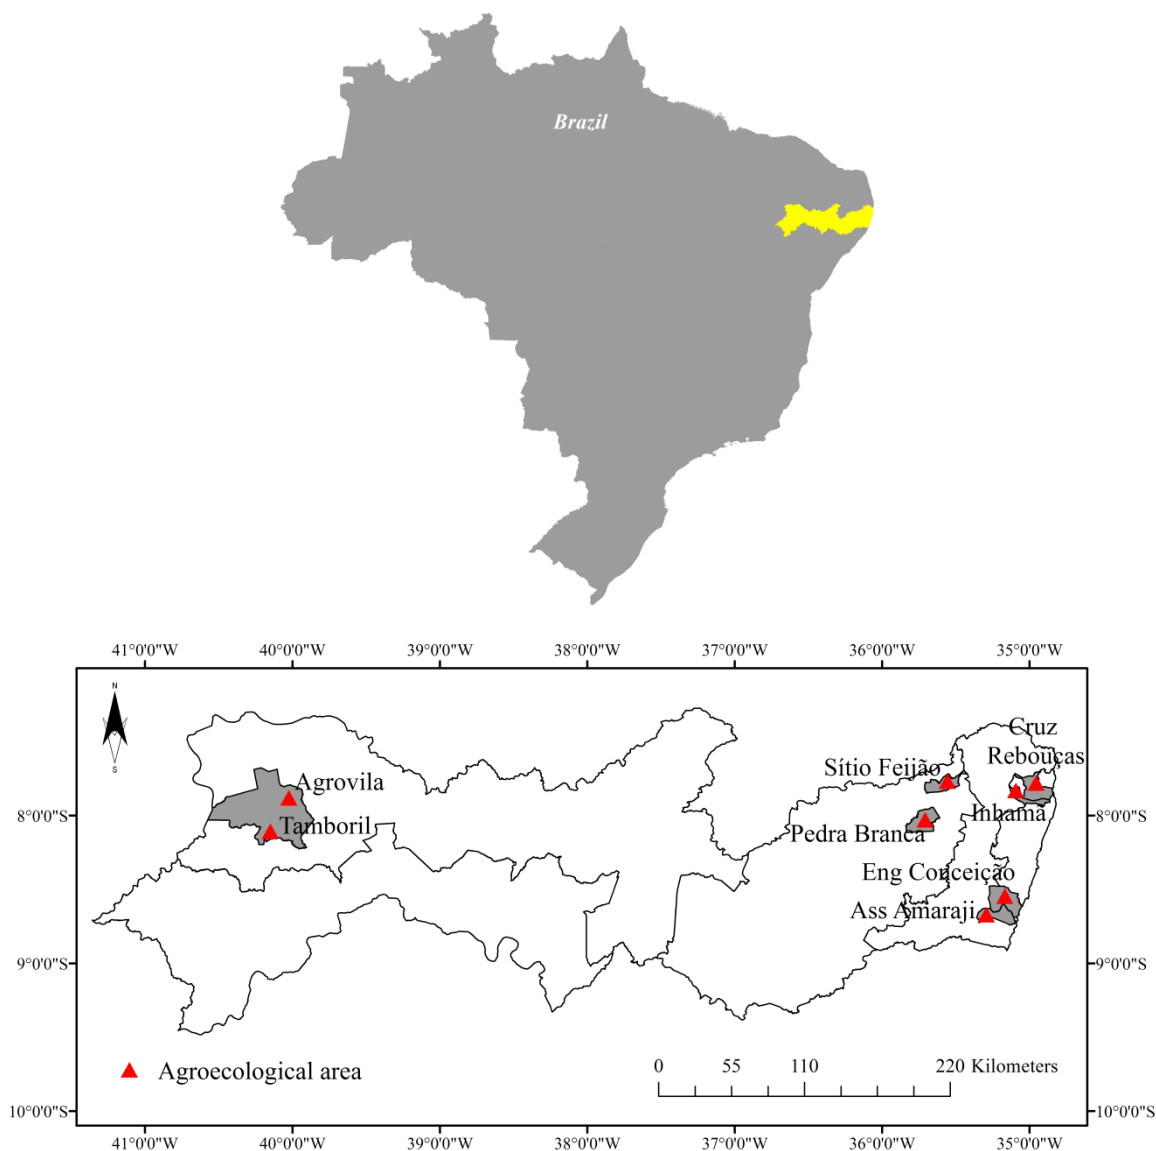 Brazil
41°0'0"W 40°0'0"W 39°0'0"W 38°0'0"W 37°0'0"W 36°0'0"W 35°0'0"W
N
S
Cruz
Rebouças
Sítio Feijão
Agrovila
Inhamã
8°0'0"S
8°0'0"S
Tamboril
Pedra Branca
Eng Conceição
Ass Amaraji
9°0'0"S
9°0'0"S
Agroecological area
0 55 110 220 Kilometers
10°0'0"S
10°0'0"S
41°0'0"W 40°0'0"W 39°0'0"W 38°0'0"W 37°0'0"W 36°0'0"W 35°0'0"W